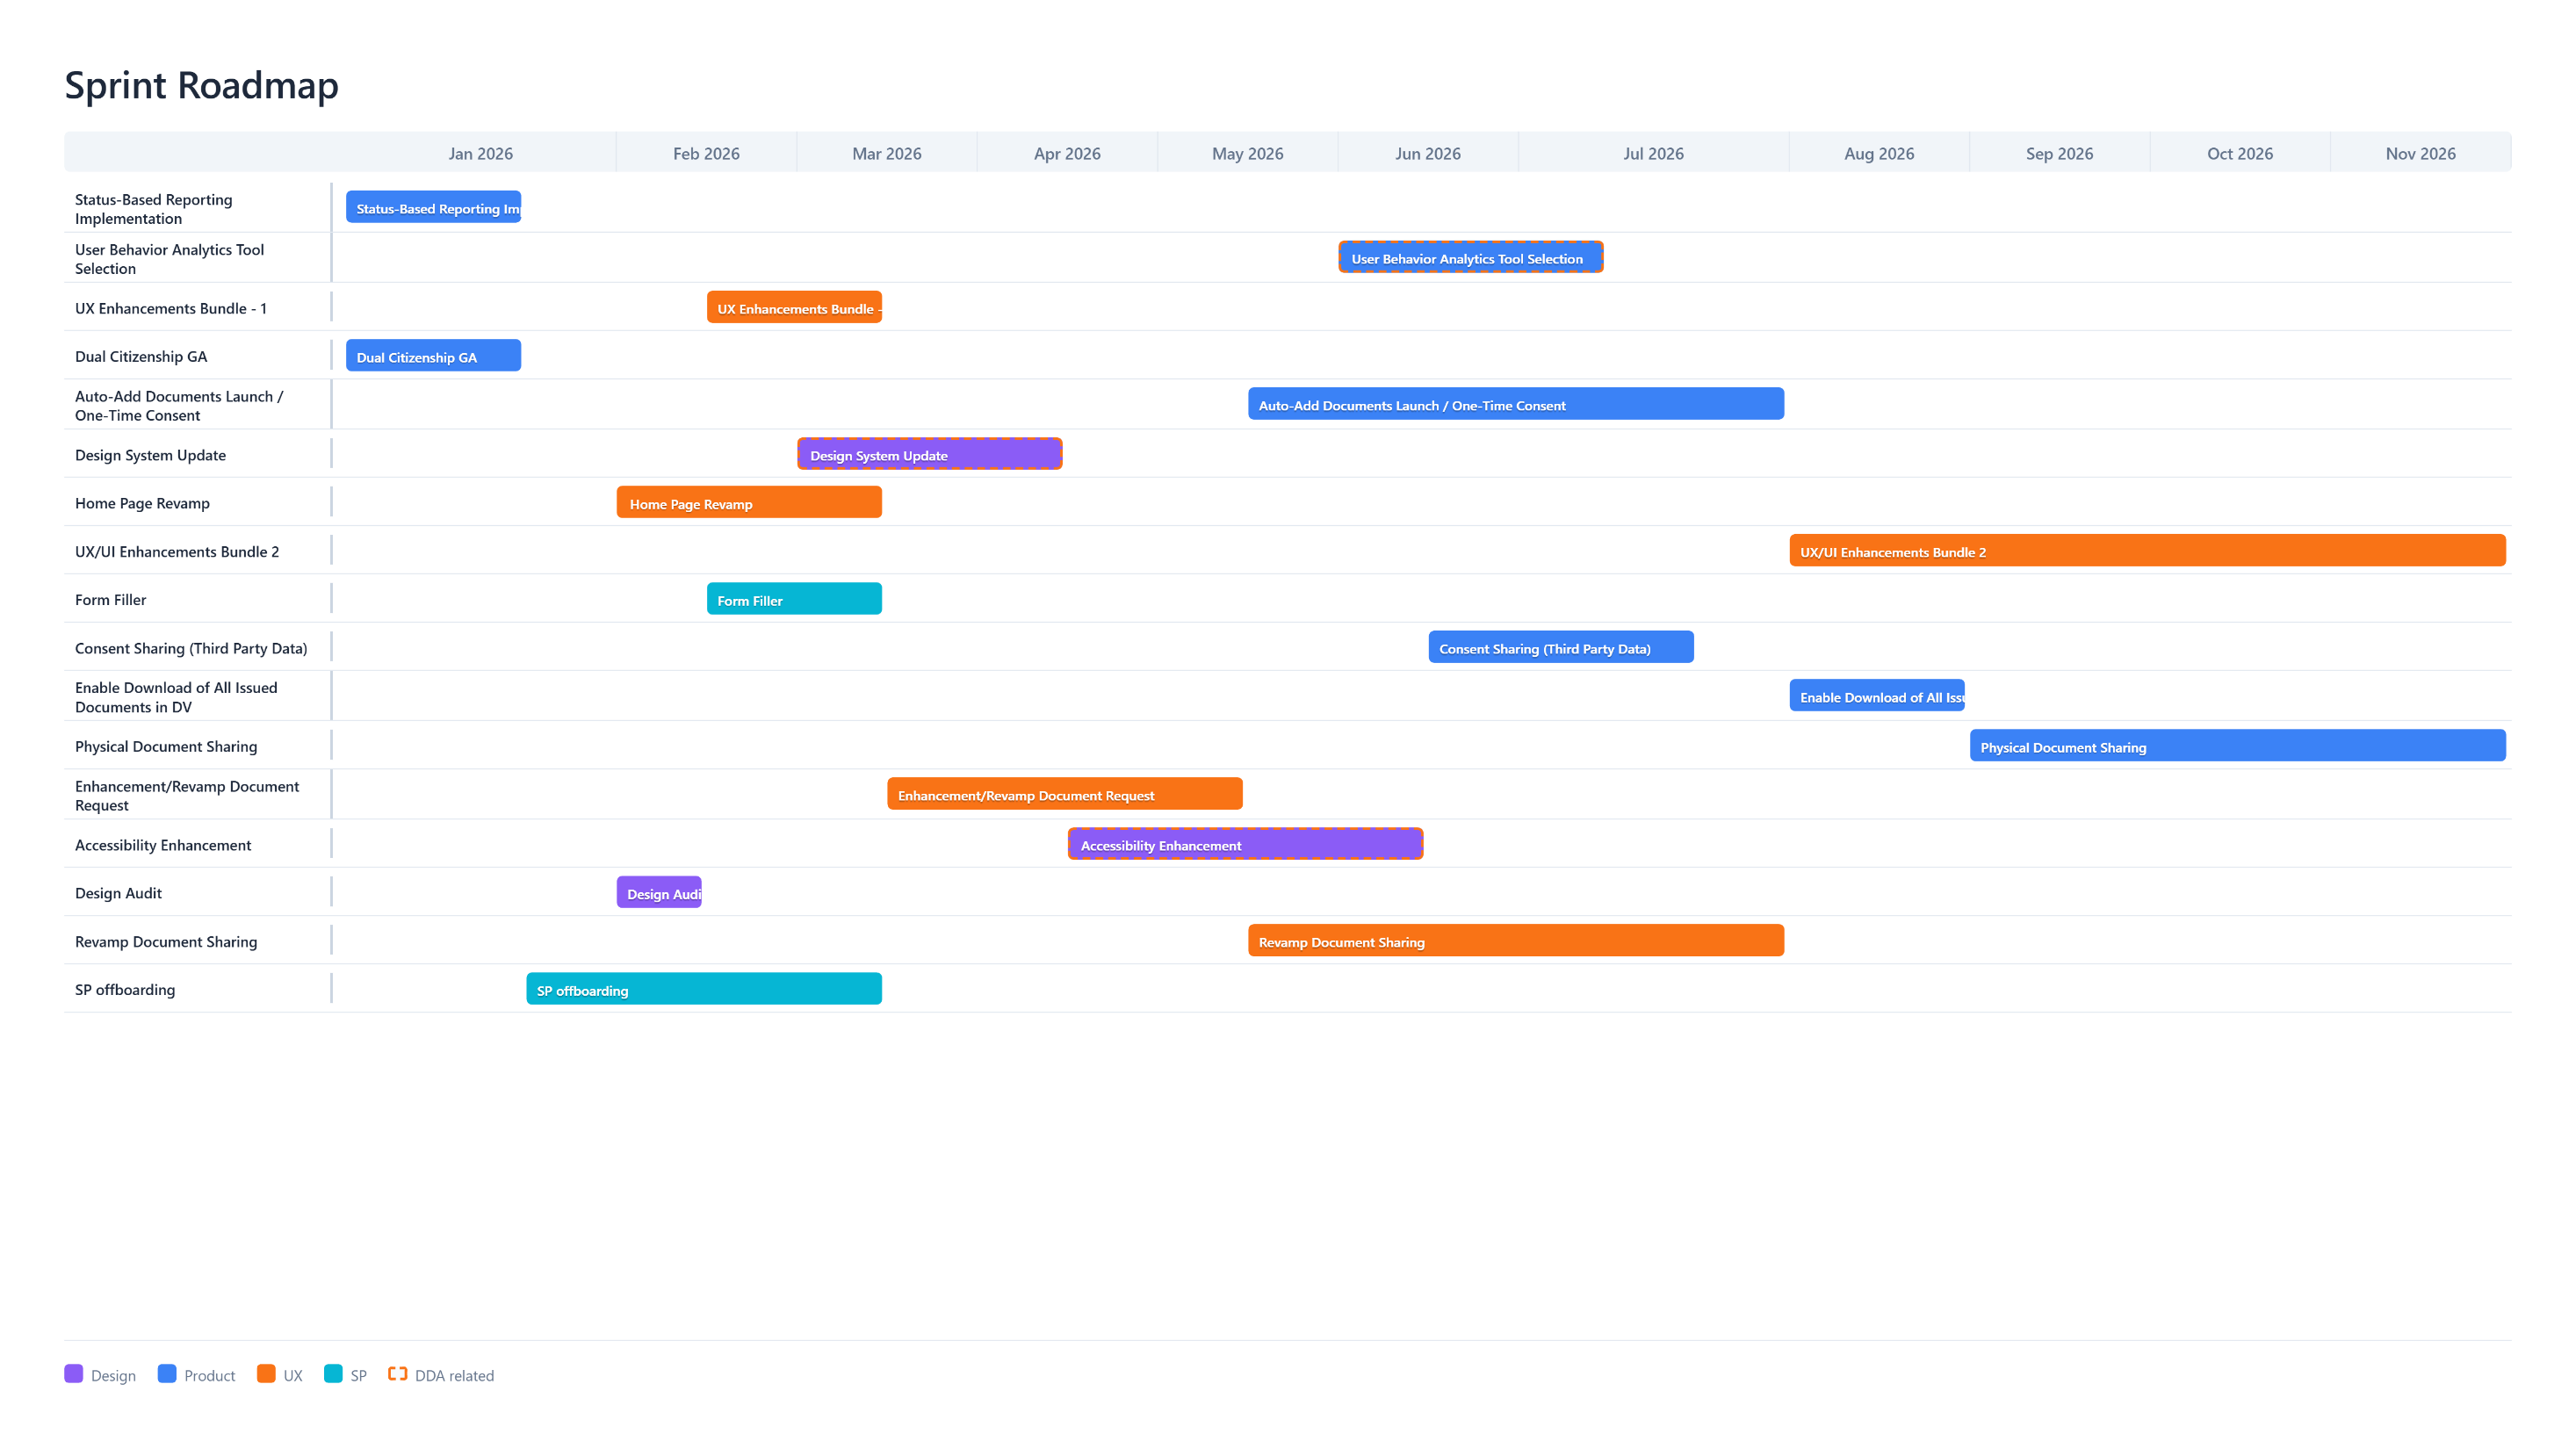 Sprint Roadmap
Jan 2026 Feb 2026 Mar 2026 Apr 2026 May 2026 Jun 2026 Jul 2026 Aug 2026 Sep 2026 Oct 2026 Nov 2026
Status-Based Reporting
Implementation
Status-Based Reporting Im
User Behavior Analytics Tool
Selection
User Behavior Analytics Tool Selection
UX Enhancements Bundle - 1
UX Enhancements Bundle -
Dual Citizenship GA
Dual Citizenship GA
Auto-Add Documents Launch /
One-Time Consent
Auto-Add Documents Launch / One-Time Consent
Design System Update
Design System Update
Home Page Revamp
Home Page Revamp
UX/UI Enhancements Bundle 2
UX/UI Enhancements Bundle 2
Form Filler
Form Filler
Consent Sharing (Third Party Data)
Consent Sharing (Third Party Data)
Enable Download of All Issued
Documents in DV
Enable Download of All Iss
Physical Document Sharing
Physical Document Sharing
Enhancement/Revamp Document
Request
Enhancement/Revamp Document Request
Accessibility Enhancement
Accessibility Enhancement
Design Audit
Design Audi
Revamp Document Sharing
Revamp Document Sharing
SP offboarding
SP offboarding
Design Product UX SP DDA related